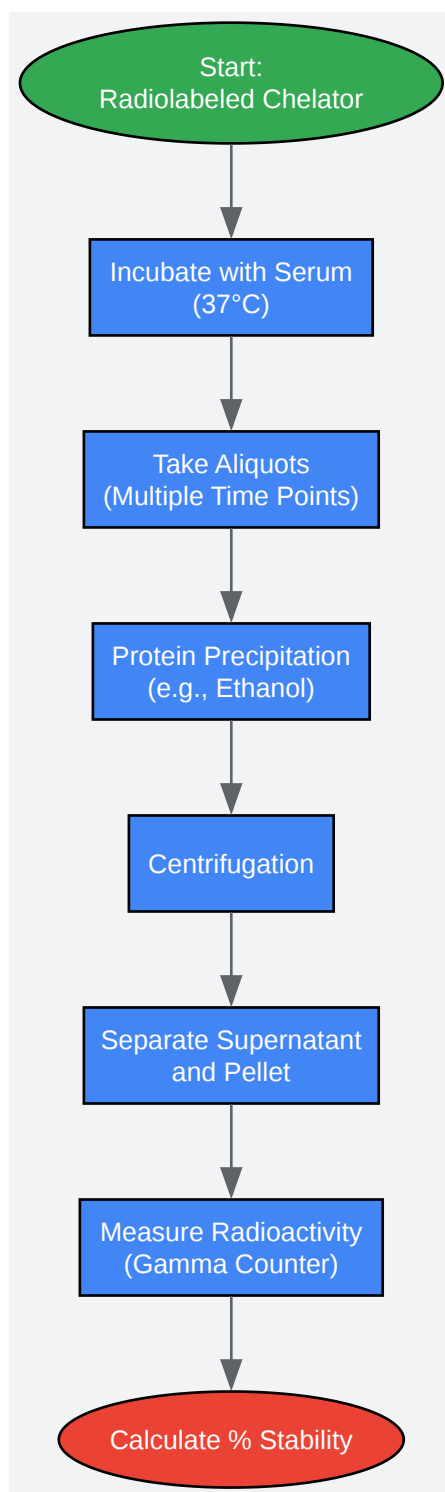 Start:
Radiolabeled Chelator
Incubate with Serum
(37°C)
Take Aliquots
(Multiple Time Points)
Protein Precipitation
(e.g., Ethanol)
Centrifugation
Separate Supernatant
and Pellet
Measure Radioactivity
(Gamma Counter)
Calculate % Stability